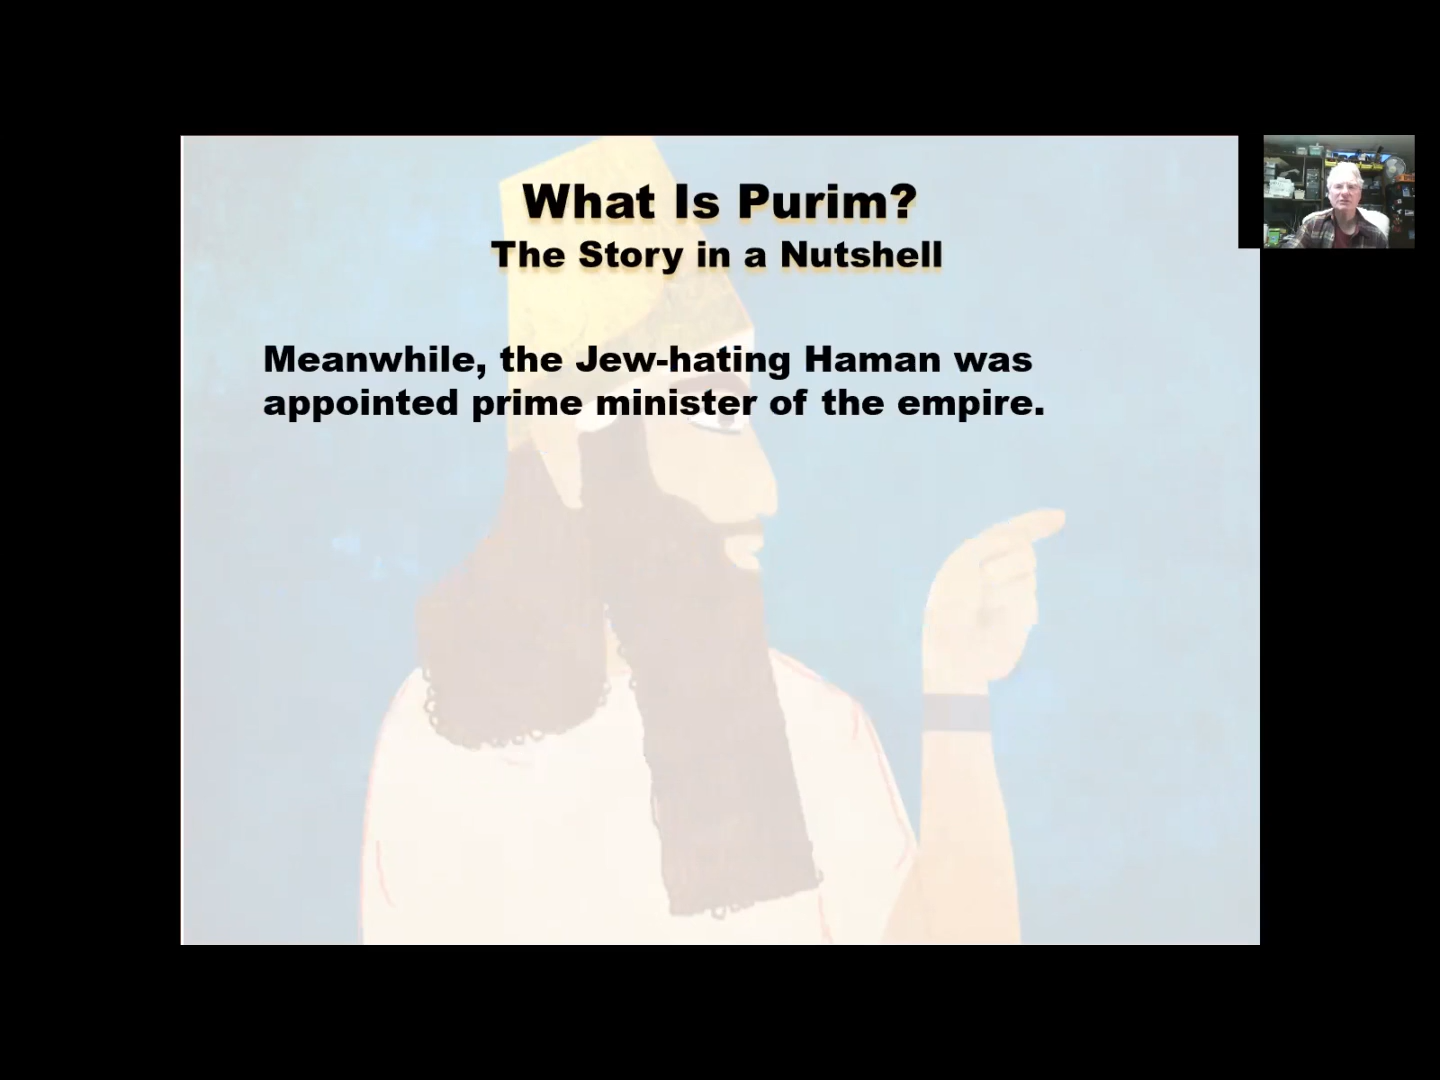 What Is Purim?
The Story in a Nutshell
Meanwhile, the Jew-hating Haman was
appointed prime minister of the empire.